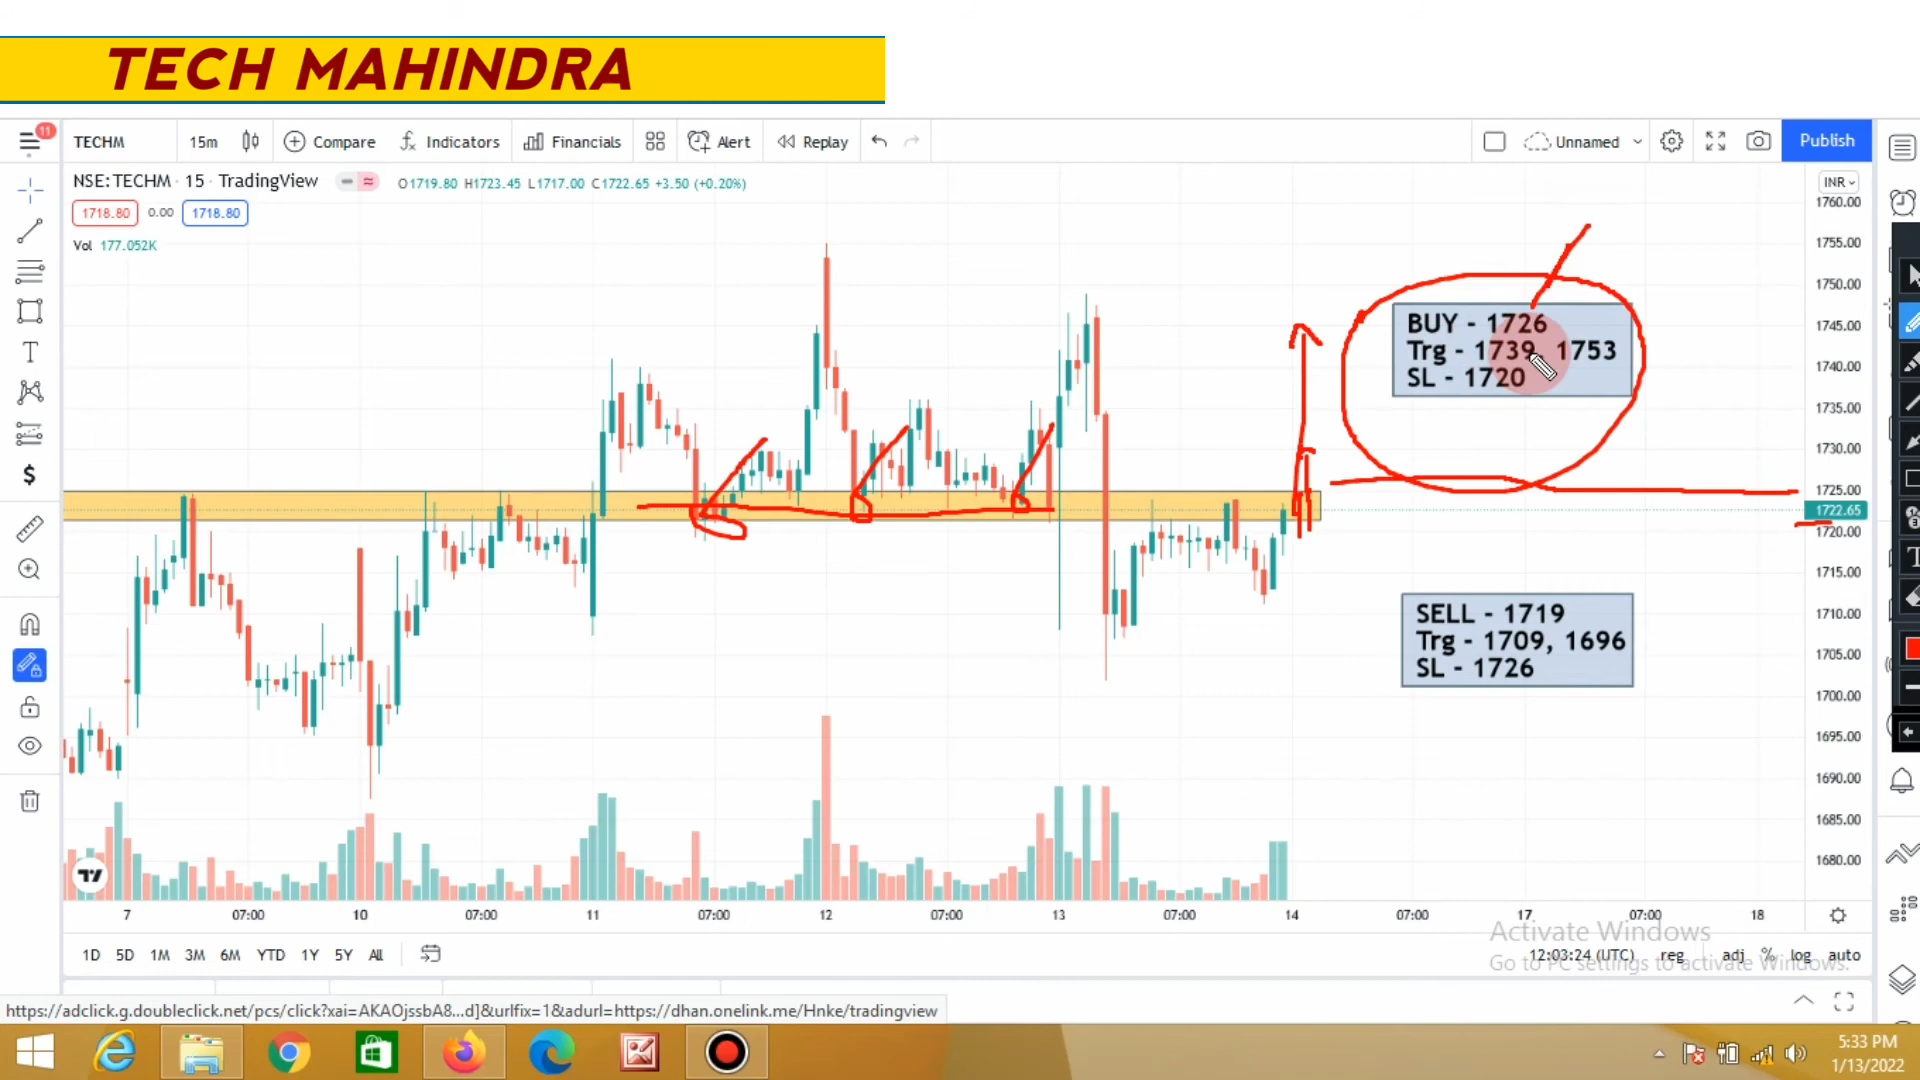 TECH MAHINDRA
11
TECHM 15m Compare Indicators Financials Alert Replay Unnamed Publish
NSE:TECHM · 15 · TradingView O1719.80 H1723.45 L1717.00 C1722.65 +3.50 (+0.20%)
INR
1718.80 0.00 1718.80
Vol 177.052K
1760.00
1755.00
1750.00
1745.00
1740.00
1735.00
1730.00
1725.00
1722.65
1720.00
1715.00
1710.00
1705.00
1700.00
1695.00
1690.00
1685.00
1680.00
BUY - 1726
Trg - 1739, 1753
SL - 1720
SELL - 1719
Trg - 1709, 1696
SL - 1726
7 07:00 10 07:00 11 07:00 12 07:00 13 07:00 14 07:00 17 07:00 18
Activate Windows
Go to PC settings to activate Windows.
1D 5D 1M 3M 6M YTD 1Y 5Y All 12:03:24 (UTC) reg adj % log auto
https://adclick.g.doubleclick.net/pcs/click?xai=AKAOjssbA8...d]&urlfix=1&adurl=https://dhan.onelink.me/Hnke/tradingview
5:33 PM
1/13/2022